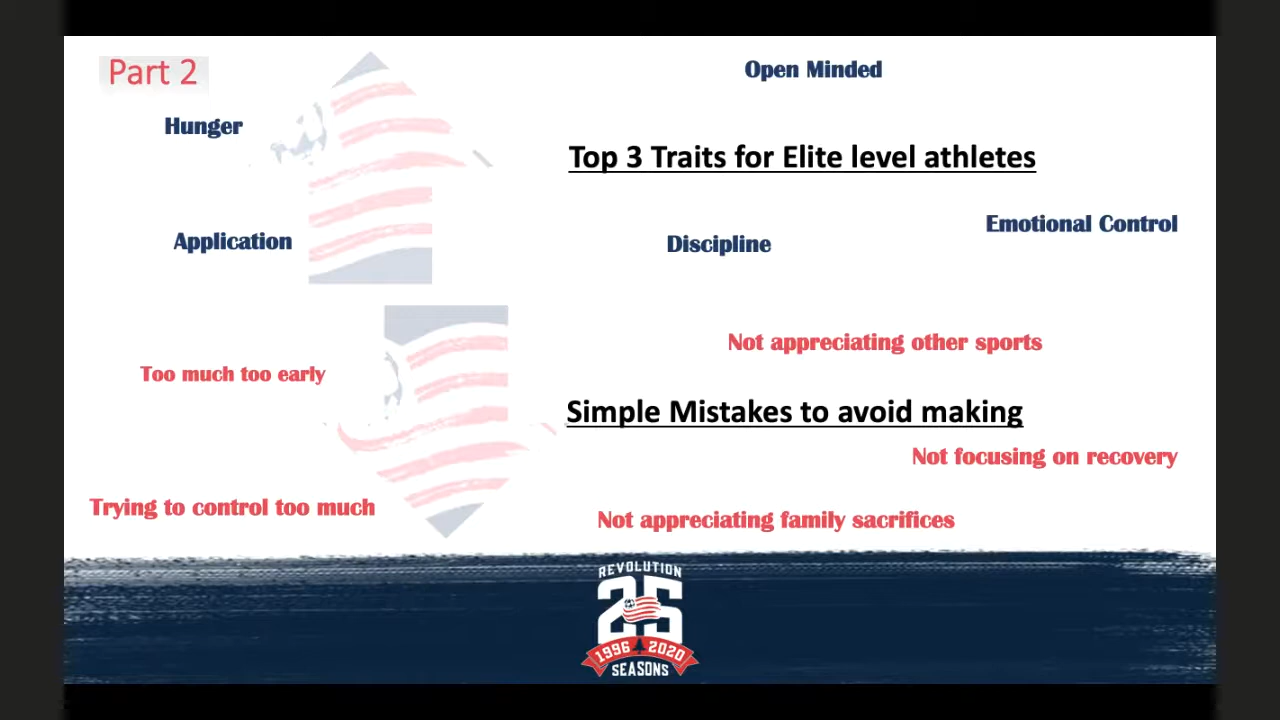 Part 2
Open Minded
Hunger
Top 3 Traits for Elite level athletes
Emotional Control
Application
Discipline
Not appreciating other sports
Too much too early
Simple Mistakes to avoid making
Not focusing on recovery
Trying to control too much
Not appreciating family sacrifices
REVOLUTION
25
1996 2020
SEASONS